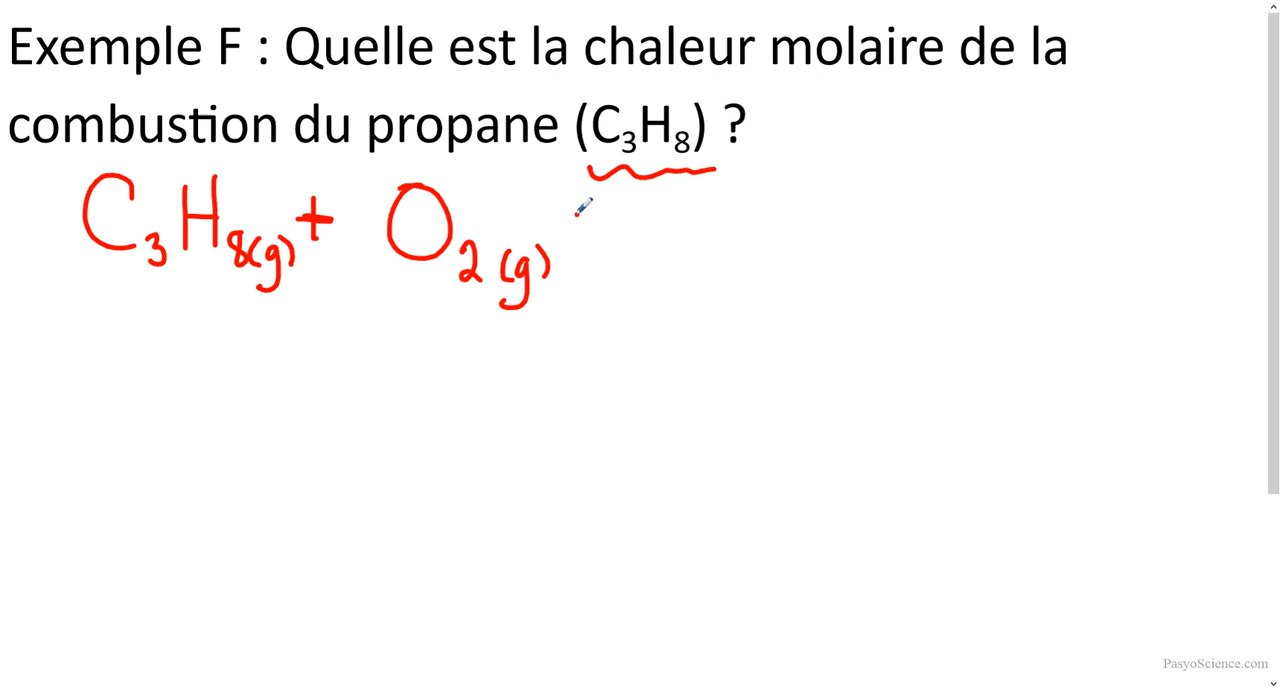 Exemple F : Quelle est la chaleur molaire de la
combustion du propane (C₃H₈) ?
C₃H₈(g) + O₂(g)
PasyoScience.com